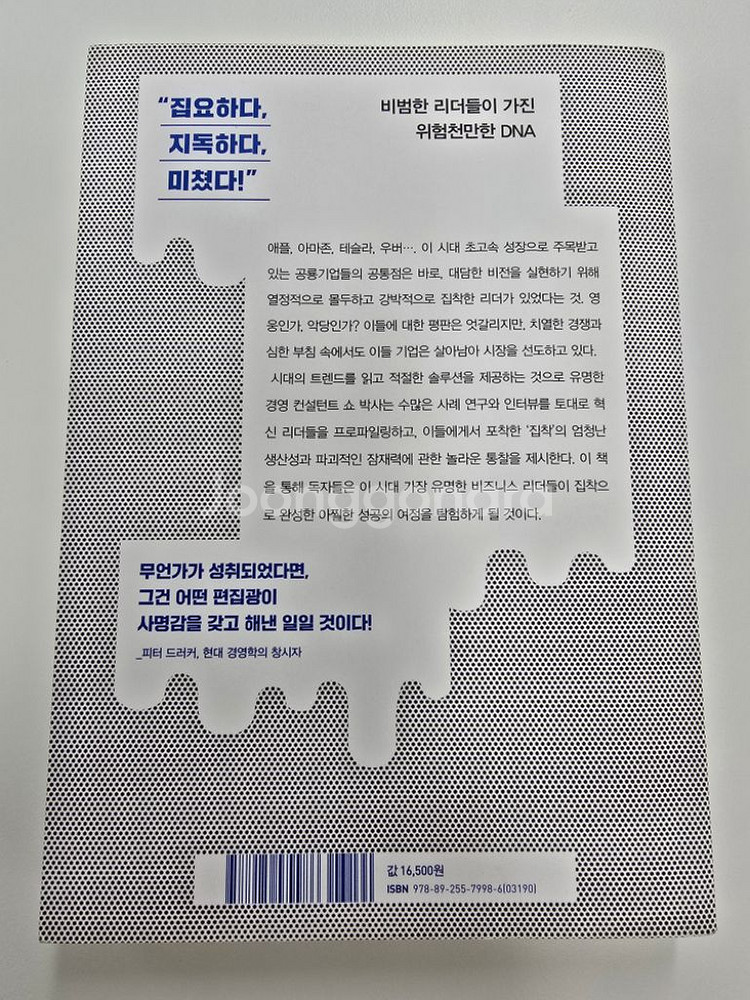 “집요하다,
지독하다,
미쳤다!”
비범한 리더들이 가진
위험천만한 DNA
애플, 아마존, 테슬라, 우버…. 이 시대 초고속 성장으로 주목받고
있는 공룡기업들의 공통점은 바로, 대담한 비전을 실현하기 위해
열정적으로 몰두하고 강박적으로 집착한 리더가 있었다는 것. 영
웅인가, 악당인가? 이들에 대한 평판은 엇갈리지만, 치열한 경쟁과
심한 부침 속에서도 이들 기업은 살아남아 시장을 선도하고 있다.
시대의 트렌드를 읽고 적절한 솔루션을 제공하는 것으로 유명한
경영 컨설턴트 쇼 박사는 수많은 사례 연구와 인터뷰를 토대로 혁
신 리더들을 프로파일링하고, 이들에게서 포착한 ‘집착’의 엄청난
생산성과 파괴적인 잠재력에 관한 놀라운 통찰을 제시한다. 이 책
을 통해 독자들은 이 시대 가장 유명한 비즈니스 리더들이 집착으
로 완성한 아찔한 성공의 여정을 탐험하게 될 것이다.
Joonggonara
무언가가 성취되었다면,
그건 어떤 편집광이
사명감을 갖고 해낸 일일 것이다!
_피터 드러커, 현대 경영학의 창시자
값 16,500원
ISBN 978-89-255-7998-6(03190)